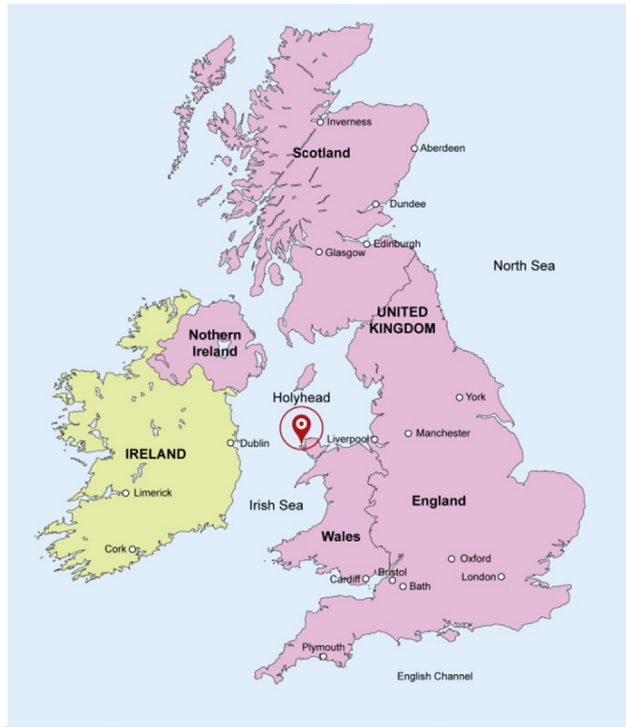 Inverness
Scotland
Aberdeen
Dundee
Edinburgh
Glasgow
North Sea
UNITED
KINGDOM
Nothern
Ireland
Holyhead
York
Dublin
Liverpool
Manchester
IRELAND
Limerick
Irish Sea
England
Wales
Cork
Oxford
Cardiff
Bristol
London
Bath
Plymouth
English Channel